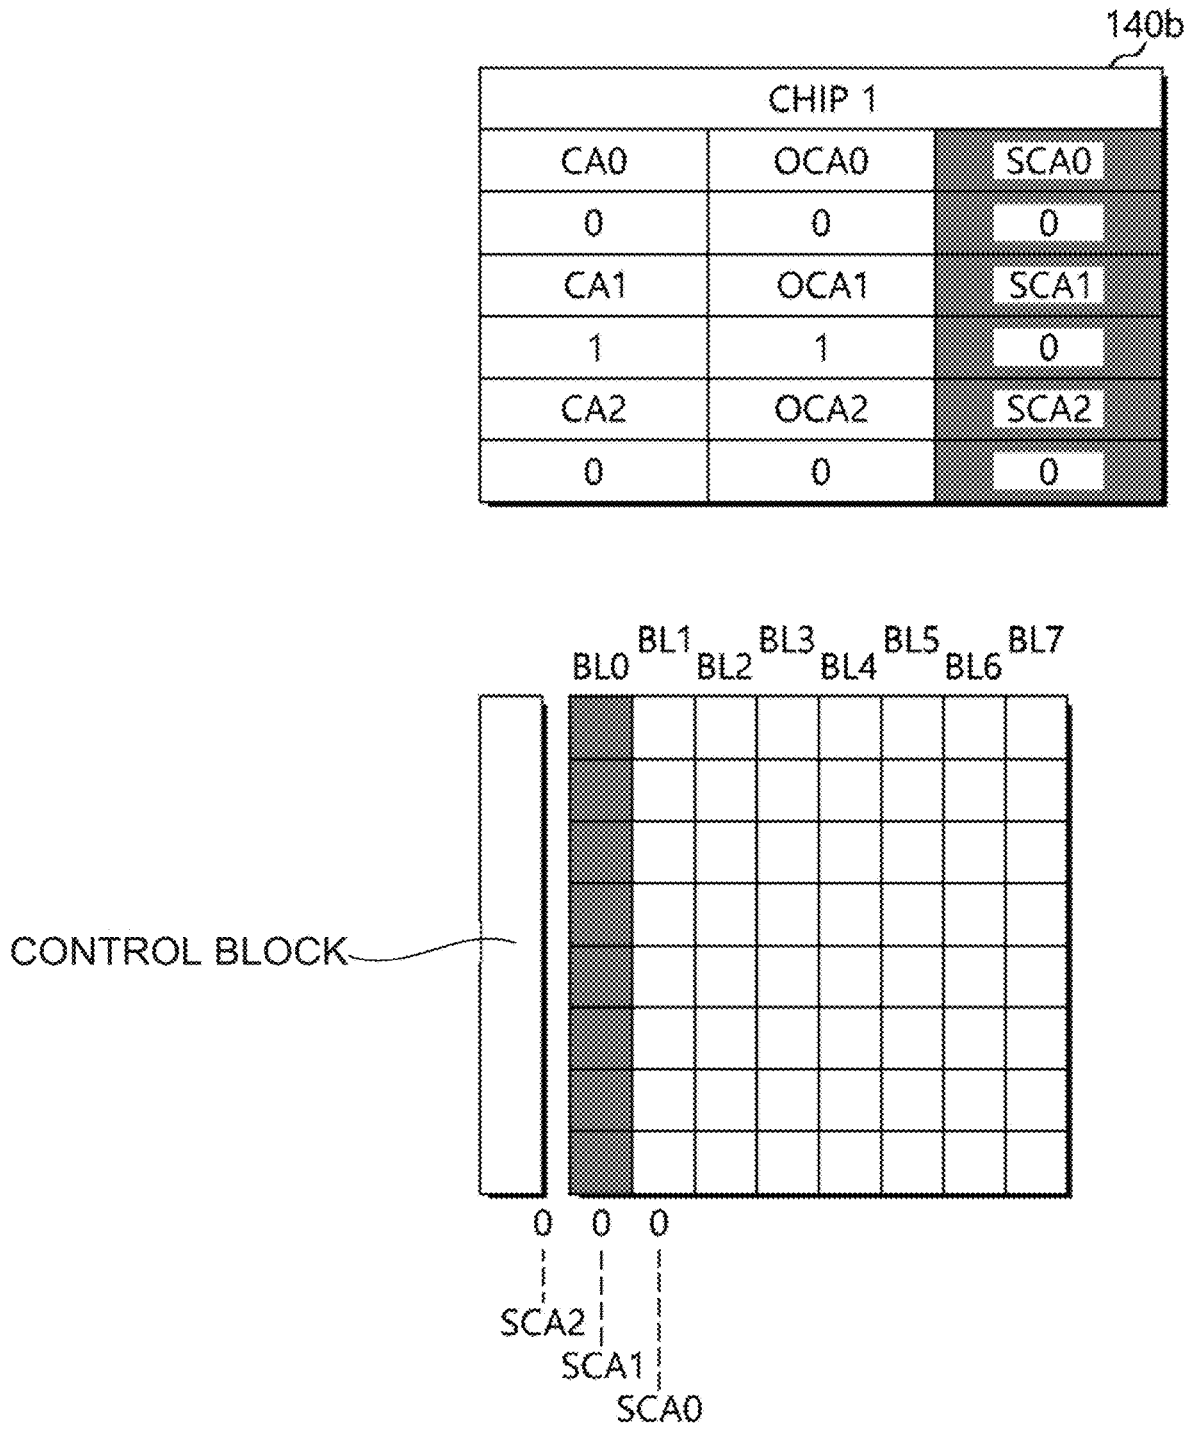 140b
CHIP 1
CA0 OCA0 SCA0
0 0 0
CA1 OCA1 SCA1
1 1 0
CA2 OCA2 SCA2
0 0 0
BL0 BL1 BL2 BL3 BL4 BL5 BL6 BL7
CONTROL BLOCK
0 0 0
SCA2
SCA1
SCA0